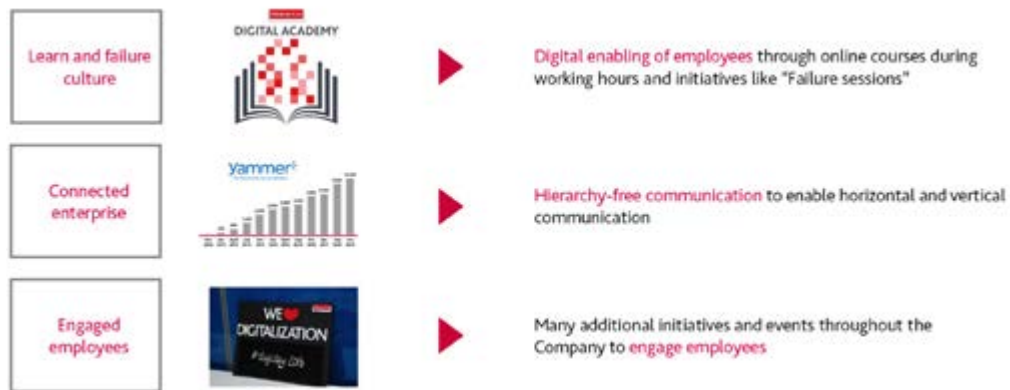 Learn and failure
culture
DIGITAL ACADEMY
Digital enabling of employees through online courses during
working hours and initiatives like "Failure sessions"
Connected
enterprise
yammer
Hierarchy-free communication to enable horizontal and vertical
communication
Engaged
employees
WE
DIGITALIZATION
Many additional initiatives and events throughout the
Company to engage employees